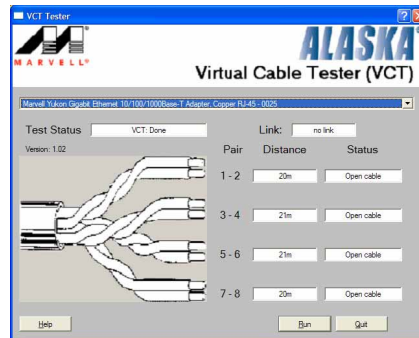 VCT Tester
MARVELL®
ALASKA®
Virtual Cable Tester (VCT)
Marvell Yukon Gigabit Ethernet 10/100/1000Base-T Adapter, Copper RJ-45 - 0025
Test Status VCT: Done Link: no link
Version: 1.02 Pair Distance Status
1 - 2 20m Open cable
3 - 4 21m Open cable
5 - 6 21m Open cable
7 - 8 20m Open cable
Help Run Quit